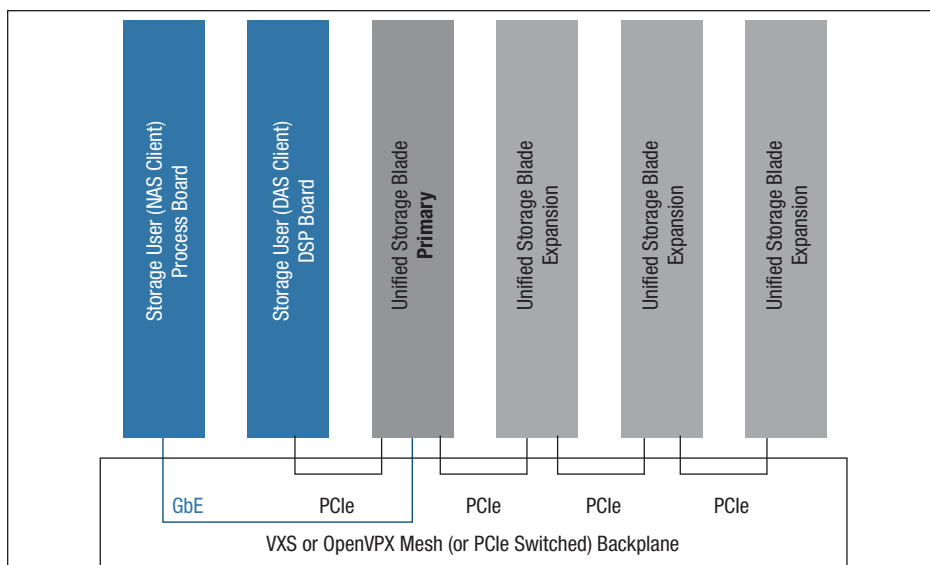 Storage User (NAS Client)
Process Board
Storage User (DAS Client)
DSP Board
Unified Storage Blade
Primary
Unified Storage Blade
Expansion
Unified Storage Blade
Expansion
Unified Storage Blade
Expansion
GbE
PCIe
PCIe
PCIe
PCIe
VXS or OpenVPX Mesh (or PCIe Switched) Backplane